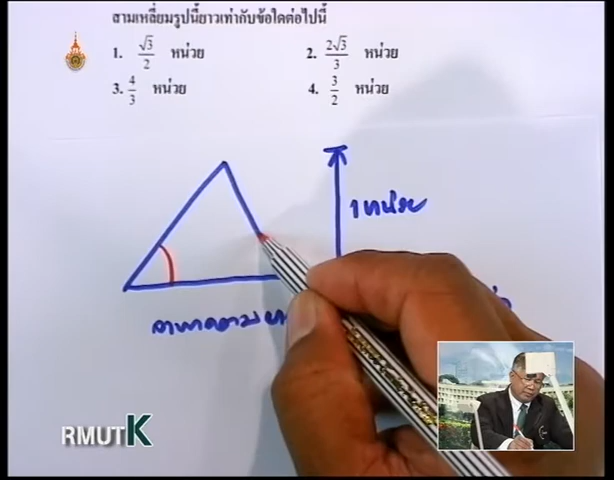 สามเหลี่ยมรูปนี้ยาวเท่ากับข้อใดต่อไปนี้
1. √3/2 หน่วย 2. 2√3/3 หน่วย
3. 4/3 หน่วย 4. 3/2 หน่วย
1 หน่วย
RMUTK